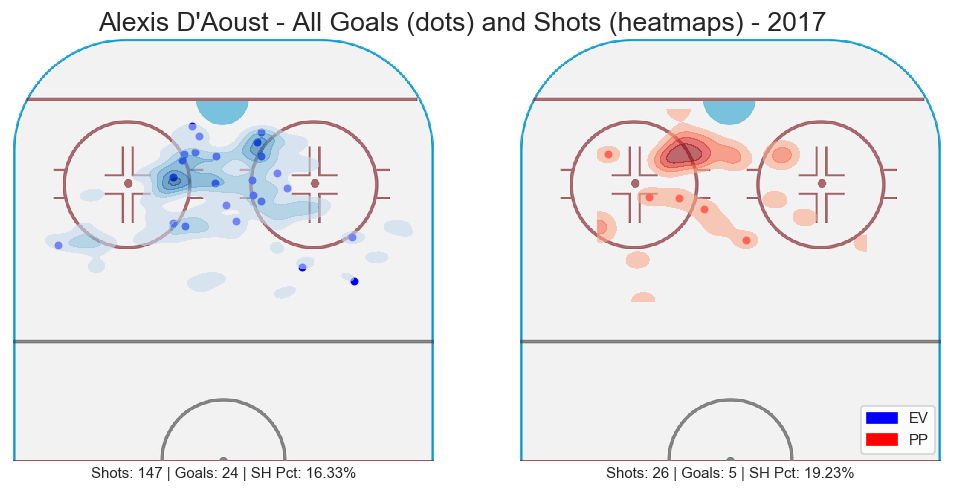 Alexis D'Aoust - All Goals (dots) and Shots (heatmaps) - 2017
EV
PP
Shots: 147 | Goals: 24 | SH Pct: 16.33%
Shots: 26 | Goals: 5 | SH Pct: 19.23%